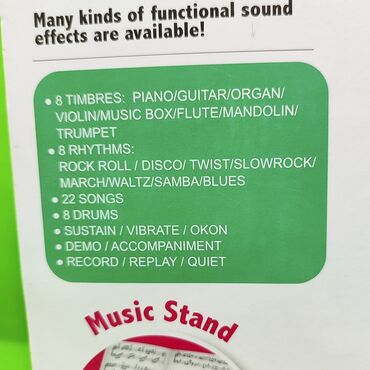 Many kinds of functional sound
effects are available!
● 8 TIMBRES: PIANO/GUITAR/ORGAN/
VIOLIN/MUSIC BOX/FLUTE/MANDOLIN/
TRUMPET
● 8 RHYTHMS:
ROCK ROLL / DISCO/ TWIST/SLOWROCK/
MARCH/WALTZ/SAMBA/BLUES
● 22 SONGS
● 8 DRUMS
● SUSTAIN / VIBRATE / OKON
● DEMO / ACCOMPANIMENT
● RECORD / REPLAY / QUIET
Music Stand